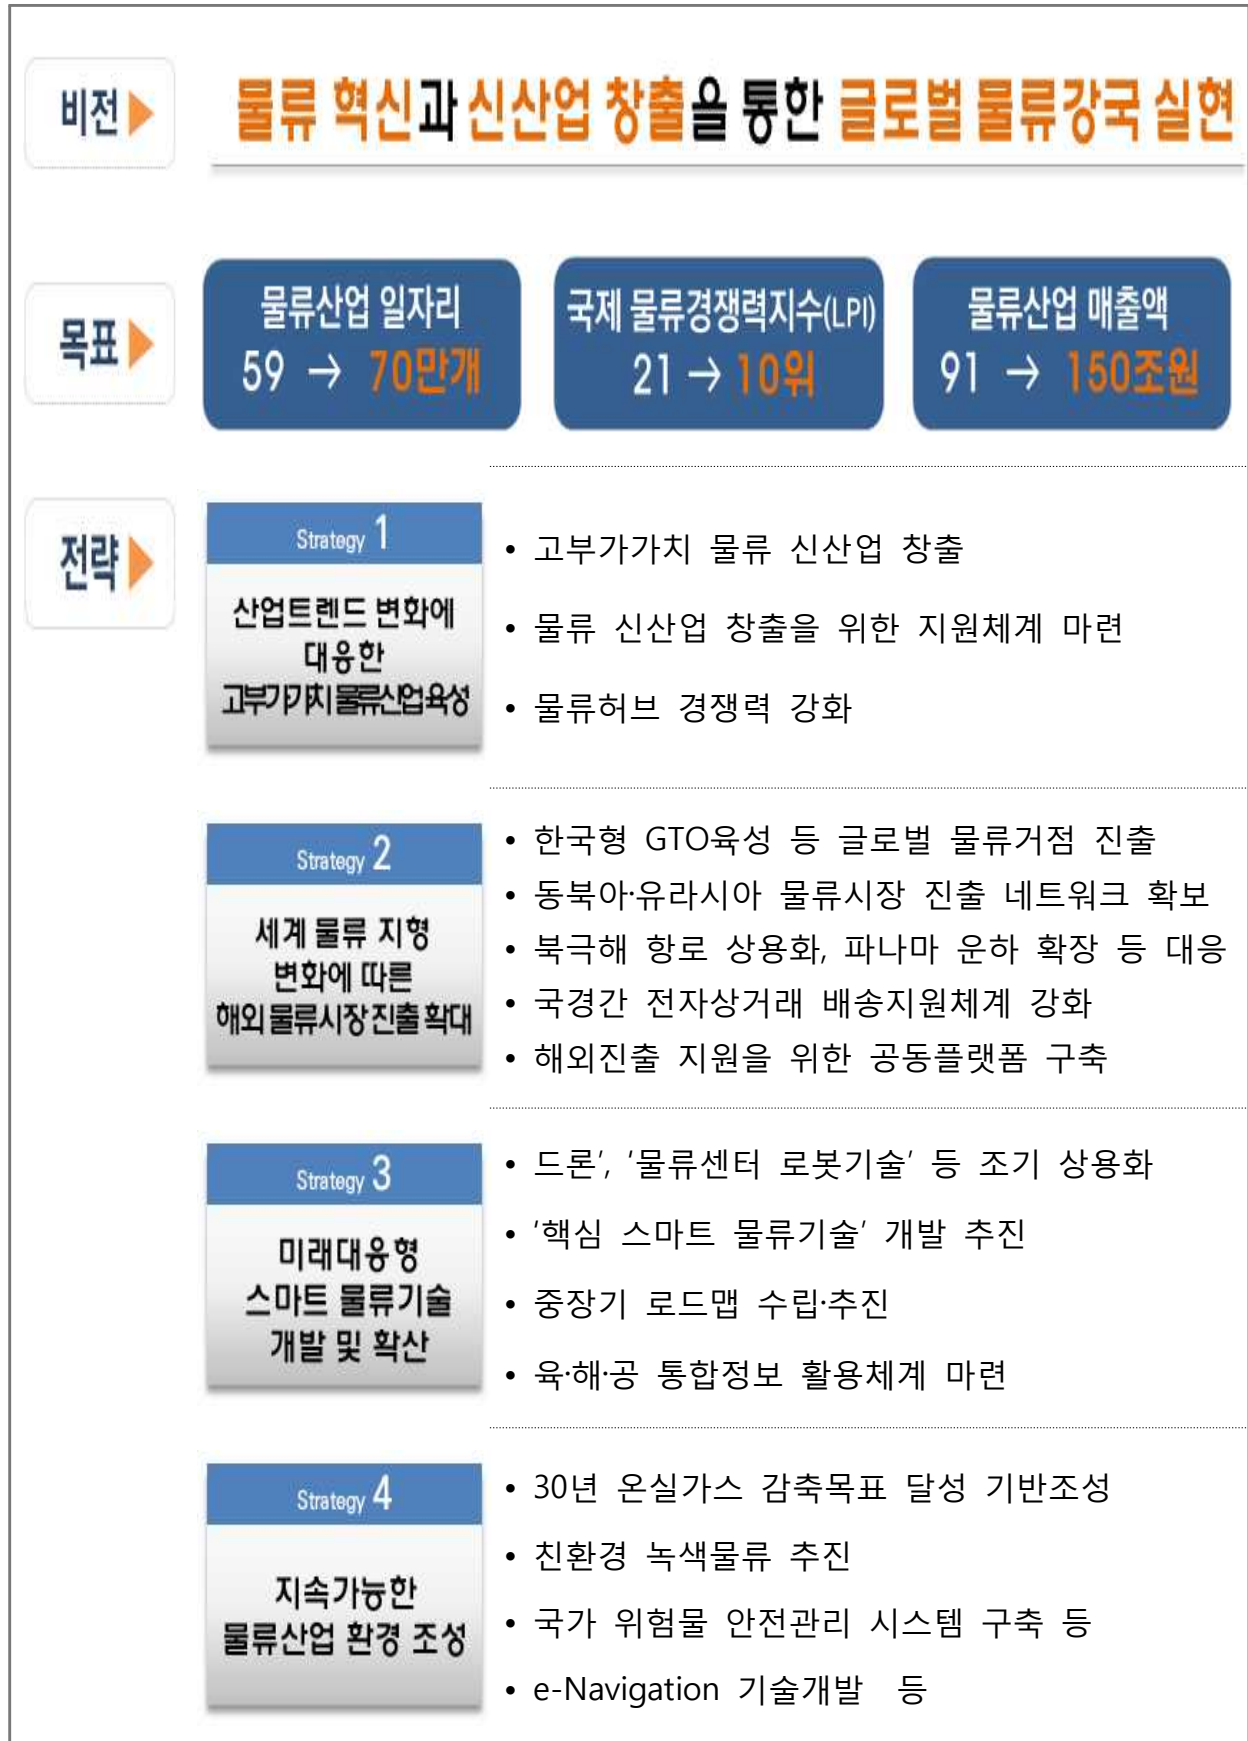 비전
물류 혁신과 신산업 창출을 통한 글로벌 물류강국 실현
목표
물류산업 일자리
59 → 70만개
국제 물류경쟁력지수(LPI)
21 → 10위
물류산업 매출액
91 → 150조원
전략
Strategy 1
산업트렌드 변화에
대응한
고부가가치 물류산업 육성
• 고부가가치 물류 신산업 창출
• 물류 신산업 창출을 위한 지원체계 마련
• 물류허브 경쟁력 강화
Strategy 2
세계 물류 지형
변화에 따른
해외 물류시장 진출 확대
• 한국형 GTO육성 등 글로벌 물류거점 진출
• 동북아·유라시아 물류시장 진출 네트워크 확보
• 북극해 항로 상용화, 파나마 운하 확장 등 대응
• 국경간 전자상거래 배송지원체계 강화
• 해외진출 지원을 위한 공동플랫폼 구축
Strategy 3
미래대응형
스마트 물류기술
개발 및 확산
• 드론’, ‘물류센터 로봇기술’ 등 조기 상용화
• ‘핵심 스마트 물류기술’ 개발 추진
• 중장기 로드맵 수립·추진
• 육·해·공 통합정보 활용체계 마련
Strategy 4
지속가능한
물류산업 환경 조성
• 30년 온실가스 감축목표 달성 기반조성
• 친환경 녹색물류 추진
• 국가 위험물 안전관리 시스템 구축 등
• e-Navigation 기술개발 등